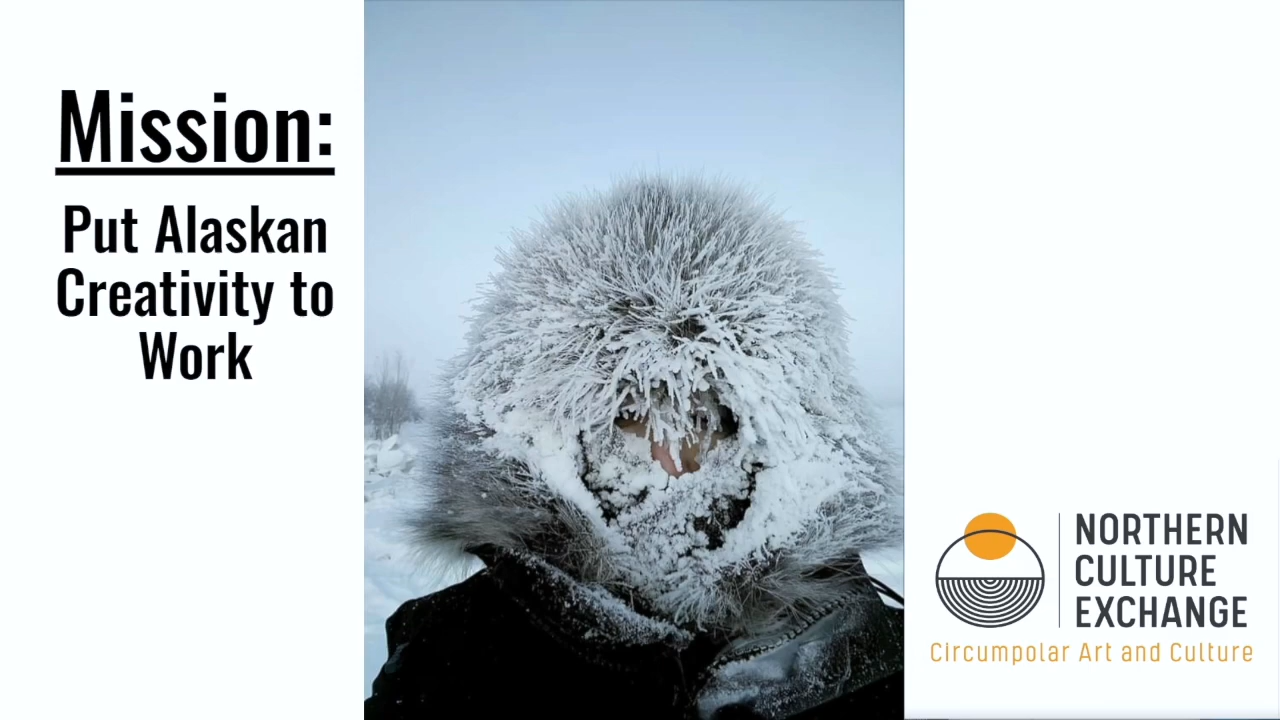 Mission:
Put Alaskan
Creativity to
Work
NORTHERN
CULTURE
EXCHANGE
Circumpolar Art and Culture